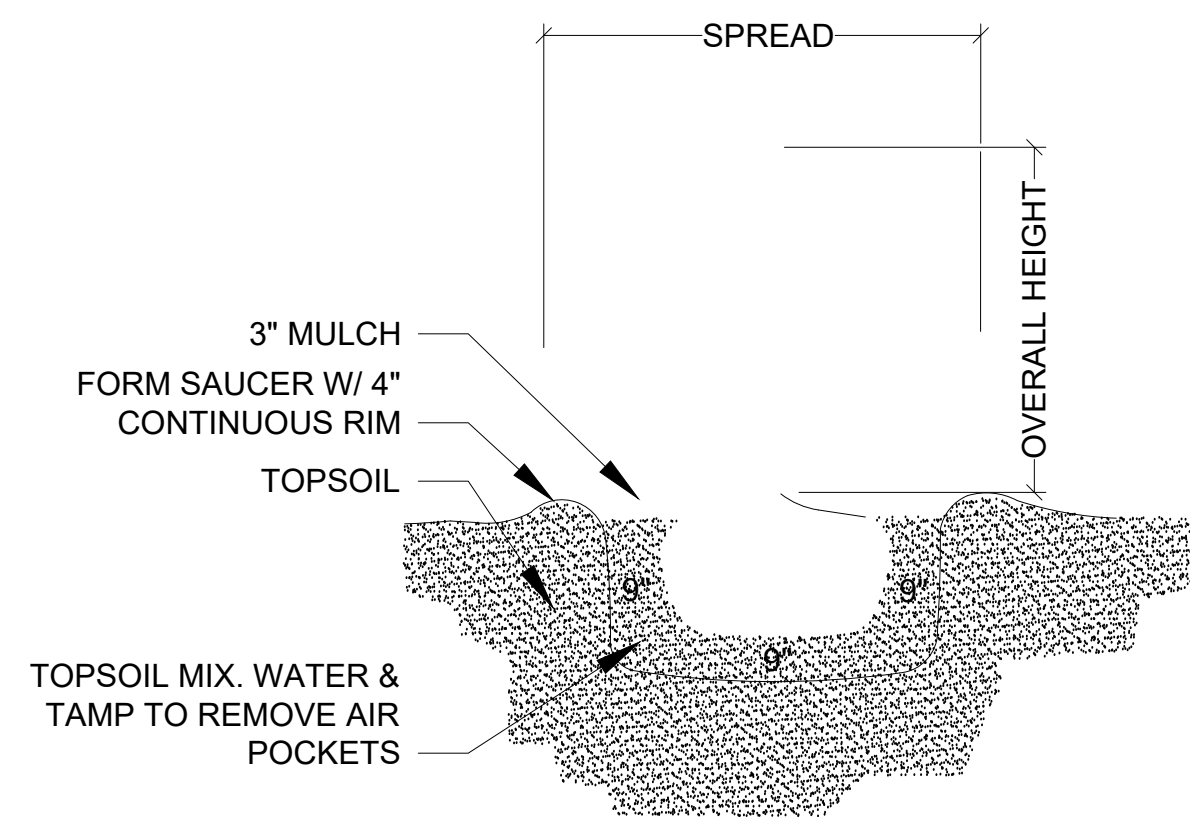 SPREAD
OVERALL HEIGHT
3" MULCH
FORM SAUCER W/ 4"
CONTINUOUS RIM
TOPSOIL
9"
9"
9"
TOPSOIL MIX. WATER &
TAMP TO REMOVE AIR
POCKETS